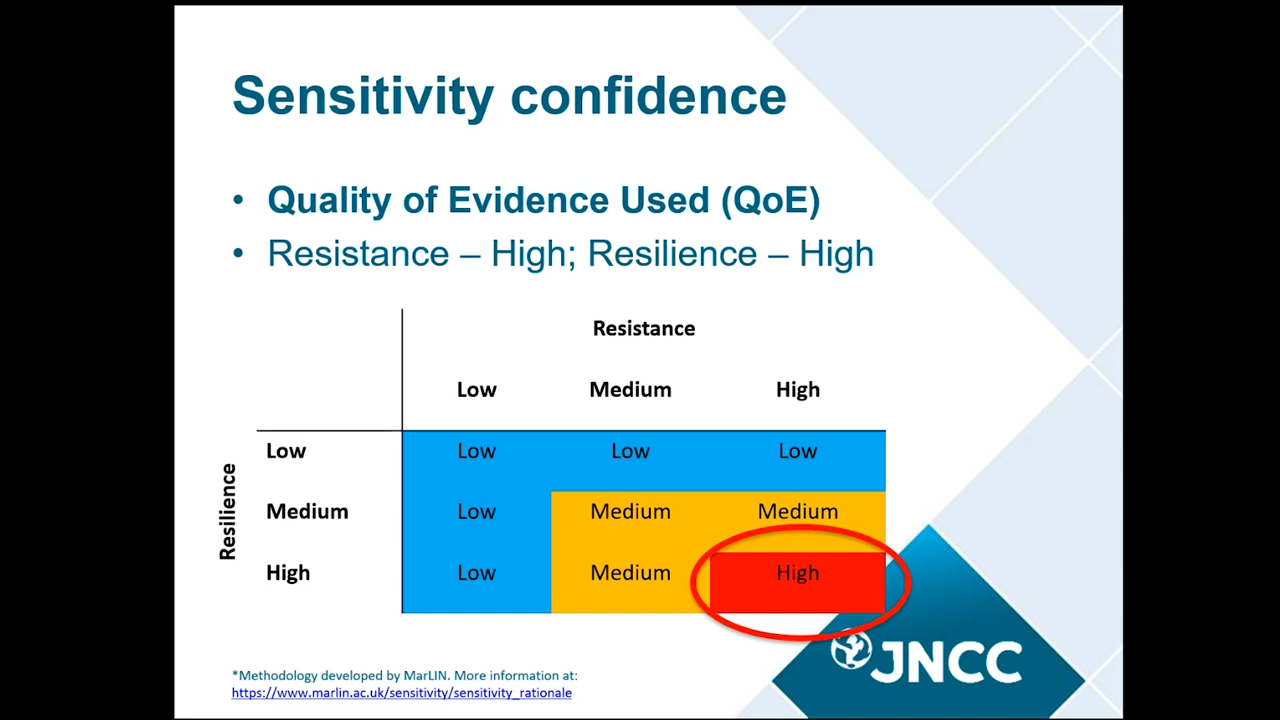 Sensitivity confidence
• Quality of Evidence Used (QoE)
• Resistance – High; Resilience – High
Resistance
Low Medium High
Resilience
Low Low Low Low
Medium Low Medium Medium
High Low Medium High
*Methodology developed by MarLIN. More information at:
https://www.marlin.ac.uk/sensitivity/sensitivity_rationale
JNCC